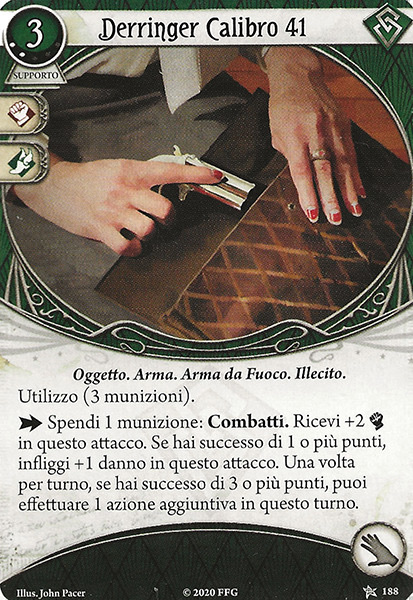 Derringer Calibro 41
3
SUPPORTO
Oggetto. Arma. Arma da Fuoco. Illecito.
Utilizzo (3 munizioni).
Spendi 1 munizione: Combatti. Ricevi +2
in questo attacco. Se hai successo di 1 o più punti,
infliggi +1 danno in questo attacco. Una volta
per turno, se hai successo di 3 o più punti, puoi
effettuare 1 azione aggiuntiva in questo turno.
Illus. John Pacer
© 2020 FFG
188